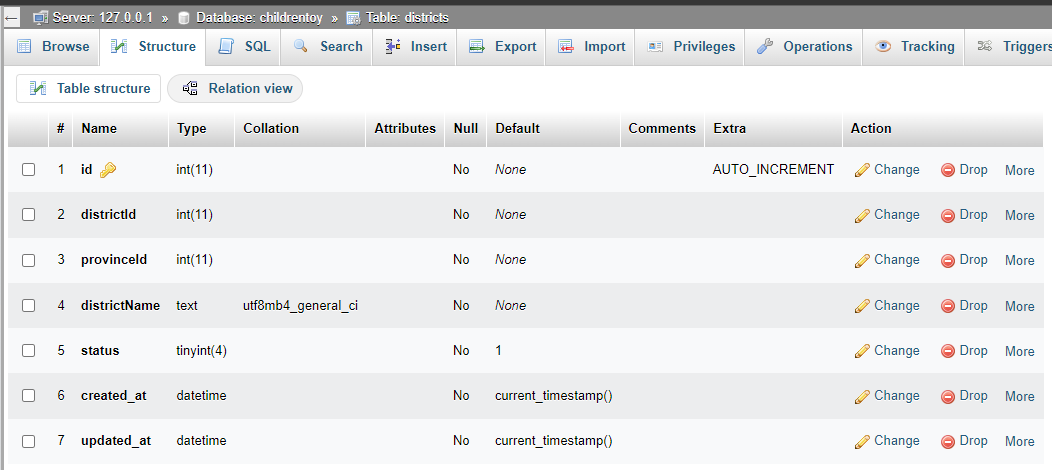 Server: 127.0.0.1 » Database: childrentoy » Table: districts
Browse Structure SQL Search Insert Export Import Privileges Operations Tracking Triggers
Table structure Relation view
# Name Type Collation Attributes Null Default Comments Extra Action
1 id int(11) No None AUTO_INCREMENT Change Drop More
2 districtId int(11) No None Change Drop More
3 provinceId int(11) No None Change Drop More
4 districtName text utf8mb4_general_ci No None Change Drop More
5 status tinyint(4) No 1 Change Drop More
6 created_at datetime No current_timestamp() Change Drop More
7 updated_at datetime No current_timestamp() Change Drop More